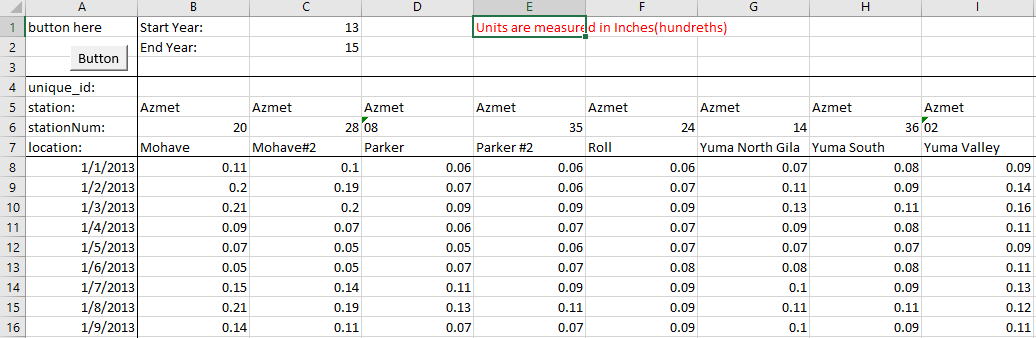 A B C D E F G H I
1 button here Start Year: 13 Units are measured in Inches(hundreths)
2 Button End Year: 15
3
4 unique_id:
5 station: Azmet Azmet Azmet Azmet Azmet Azmet Azmet Azmet
6 stationNum: 20 28 08 35 24 14 36 02
7 location: Mohave Mohave#2 Parker Parker #2 Roll Yuma North Gila Yuma South Yuma Valley
8 1/1/2013 0.11 0.1 0.06 0.06 0.06 0.07 0.08 0.09
9 1/2/2013 0.2 0.19 0.07 0.06 0.07 0.11 0.09 0.14
10 1/3/2013 0.21 0.2 0.09 0.09 0.09 0.13 0.11 0.16
11 1/4/2013 0.09 0.07 0.06 0.07 0.07 0.09 0.08 0.11
12 1/5/2013 0.07 0.05 0.05 0.06 0.07 0.07 0.07 0.09
13 1/6/2013 0.05 0.05 0.07 0.07 0.08 0.08 0.08 0.11
14 1/7/2013 0.15 0.14 0.11 0.09 0.09 0.1 0.09 0.13
15 1/8/2013 0.21 0.19 0.13 0.11 0.09 0.11 0.11 0.12
16 1/9/2013 0.14 0.11 0.07 0.07 0.09 0.1 0.09 0.11